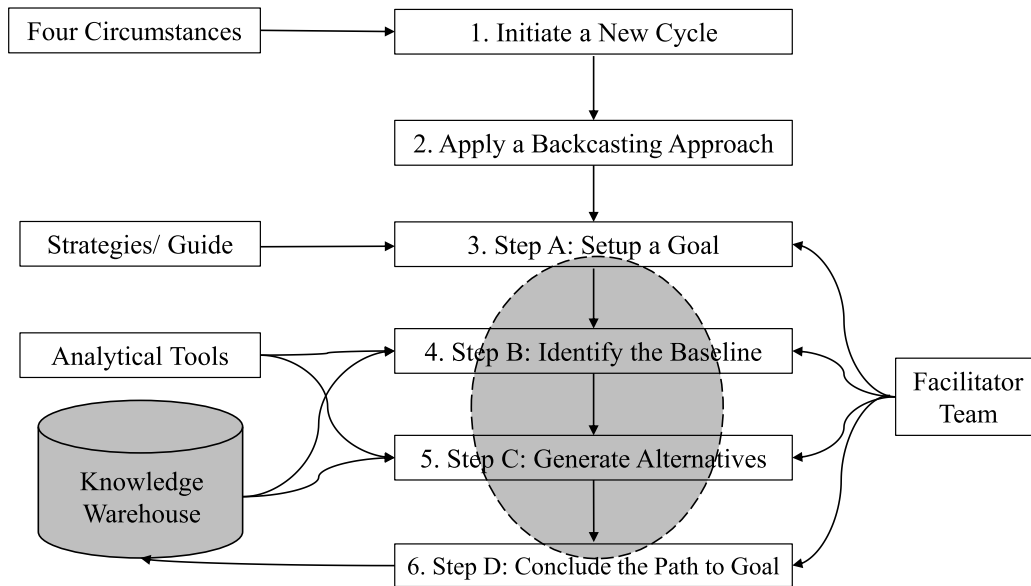 Four Circumstances
1. Initiate a New Cycle
2. Apply a Backcasting Approach
Strategies/ Guide
3. Step A: Setup a Goal
Analytical Tools
4. Step B: Identify the Baseline
Facilitator
Team
Knowledge
Warehouse
5. Step C: Generate Alternatives
6. Step D: Conclude the Path to Goal